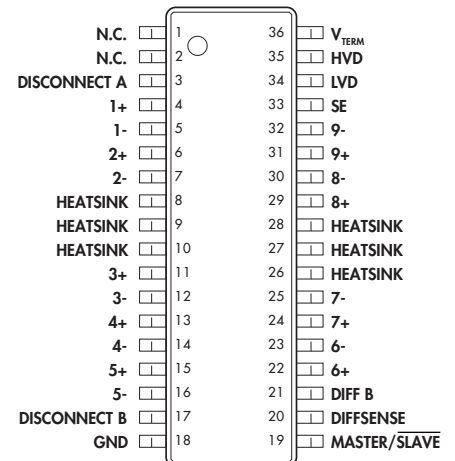 N.C. 1 36 VTERM
N.C. 2 35 HVD
DISCONNECT A 3 34 LVD
1+ 4 33 SE
1- 5 32 9-
2+ 6 31 9+
2- 7 30 8-
HEATSINK 8 29 8+
HEATSINK 9 28 HEATSINK
HEATSINK 10 27 HEATSINK
3+ 11 26 HEATSINK
3- 12 25 7-
4+ 13 24 7+
4- 14 23 6-
5+ 15 22 6+
5- 16 21 DIFF B
DISCONNECT B 17 20 DIFFSENSE
GND 18 19 MASTER/SLAVE